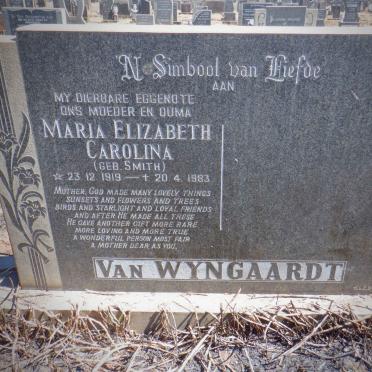 'N Simbool van Liefde
AAN
MY DIERBARE EGGENOTE
ONS MOEDER EN OUMA
MARIA ELIZABETH
CAROLINA
(GEB. SMITH)
☆ 23. 12. 1919 — + 20. 4. 1983
MOTHER, GOD MADE MANY LOVELY THINGS
SUNSETS AND FLOWERS AND TREES
BIRDS AND STARLIGHT AND LOYAL FRIENDS
AND AFTER HE MADE ALL THESE
HE GAVE ANOTHER GIFT MORE RARE
MORE LOVING AND MORE TRUE
A WONDERFUL PERSON MOST FAIR
A MOTHER DEAR AS YOU.
VAN WYNGAARDT